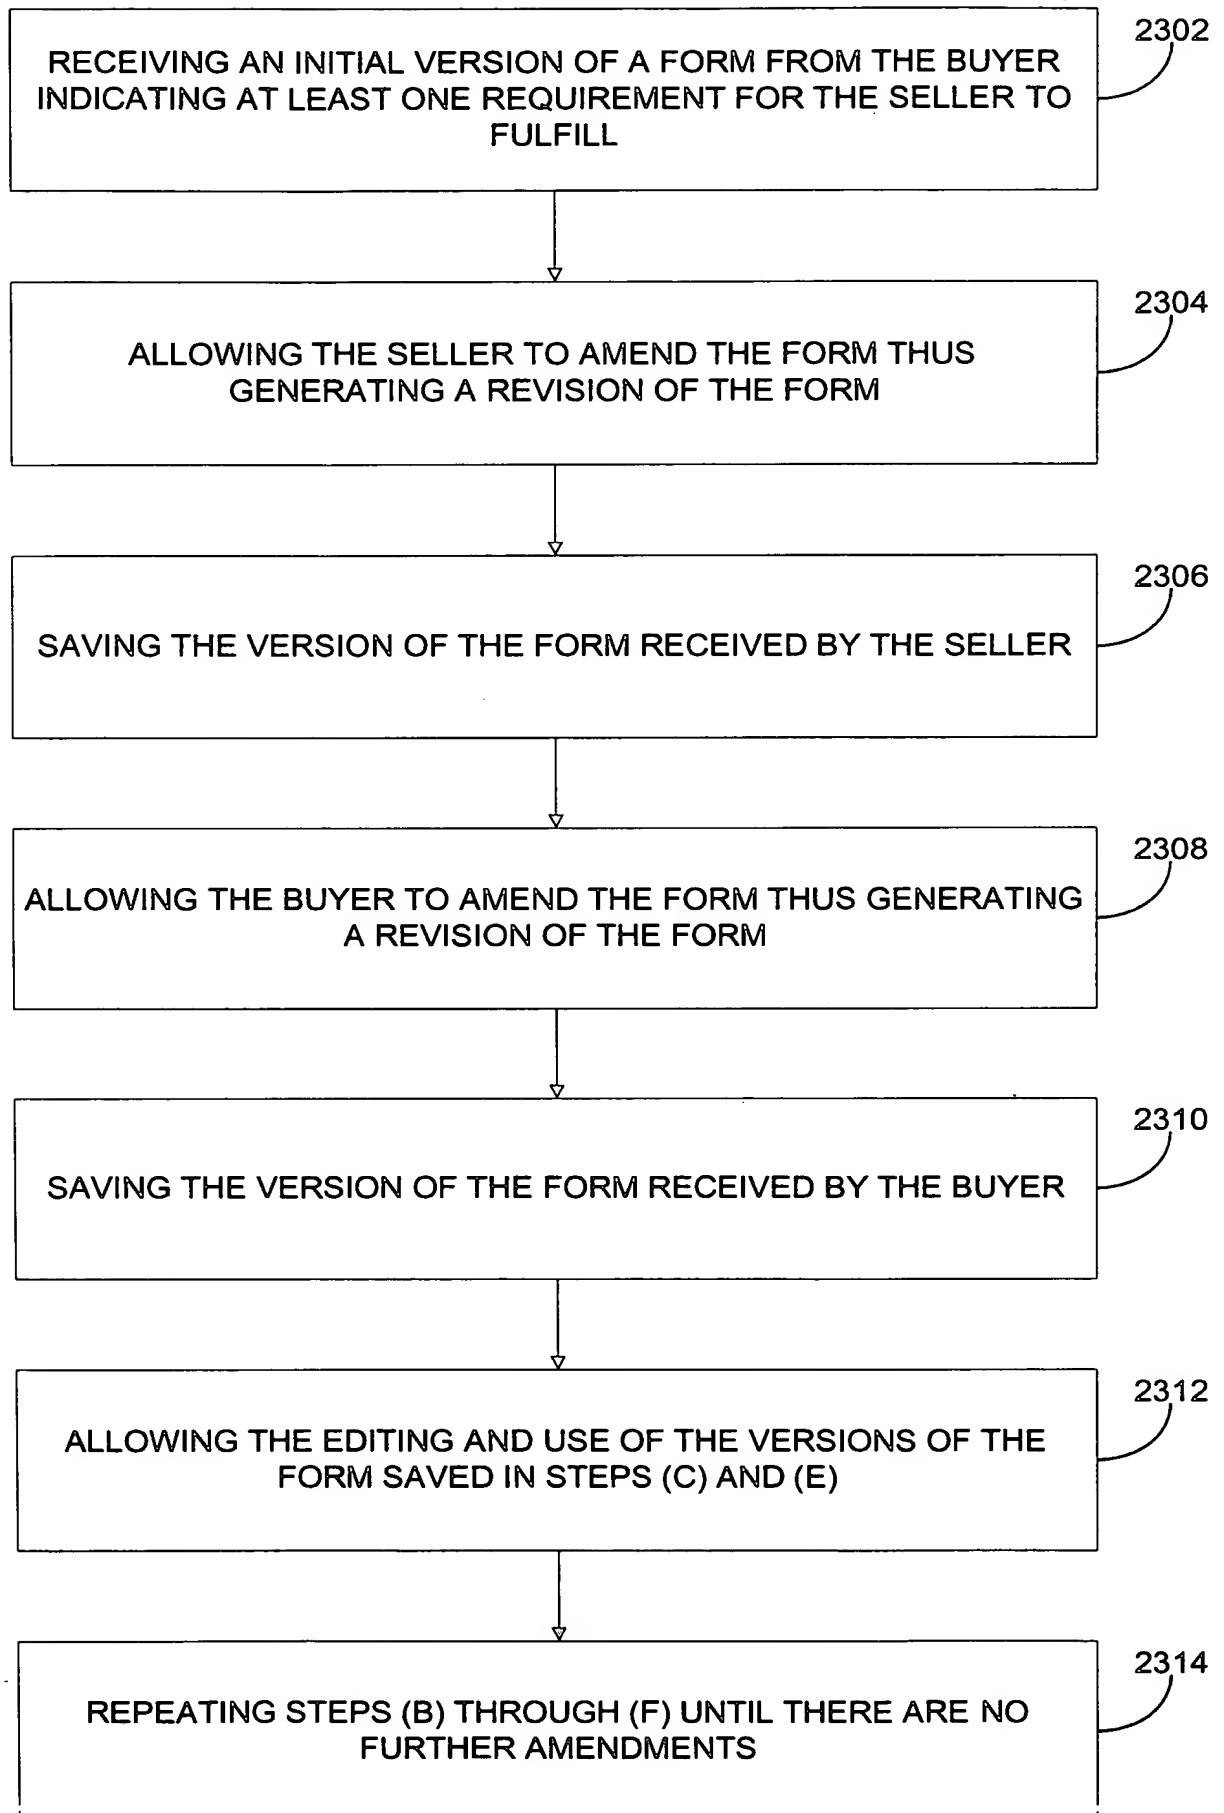 2302
RECEIVING AN INITIAL VERSION OF A FORM FROM THE BUYER
INDICATING AT LEAST ONE REQUIREMENT FOR THE SELLER TO
FULFILL
2304
ALLOWING THE SELLER TO AMEND THE FORM THUS
GENERATING A REVISION OF THE FORM
2306
SAVING THE VERSION OF THE FORM RECEIVED BY THE SELLER
2308
ALLOWING THE BUYER TO AMEND THE FORM THUS GENERATING
A REVISION OF THE FORM
2310
SAVING THE VERSION OF THE FORM RECEIVED BY THE BUYER
2312
ALLOWING THE EDITING AND USE OF THE VERSIONS OF THE
FORM SAVED IN STEPS (C) AND (E)
2314
REPEATING STEPS (B) THROUGH (F) UNTIL THERE ARE NO
FURTHER AMENDMENTS